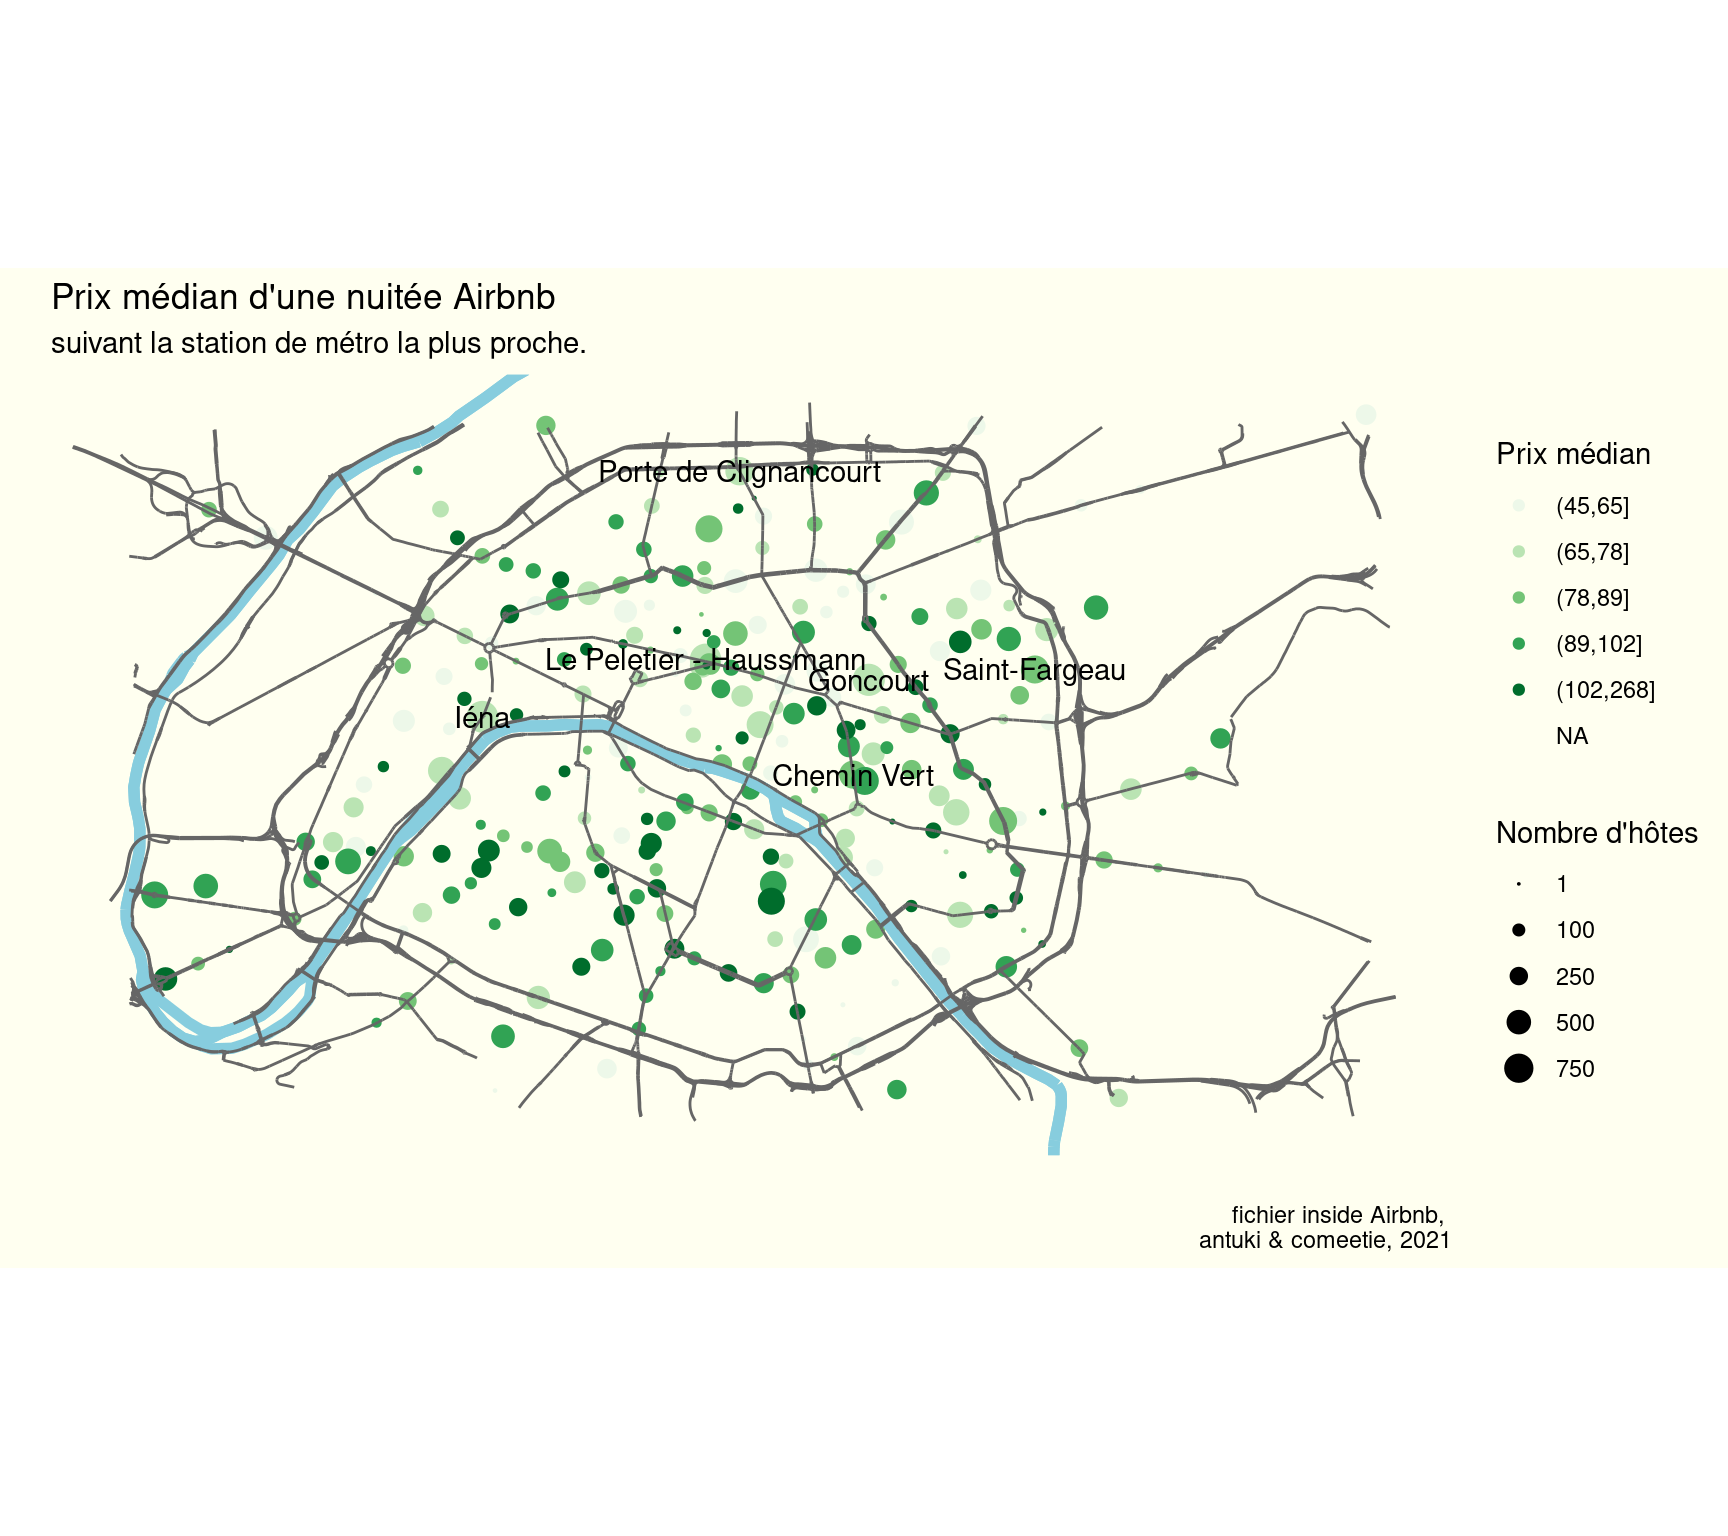 Prix médian d'une nuitée Airbnb
suivant la station de métro la plus proche.
Porte de Clignancourt
Le Peletier - Haussmann
Goncourt
Saint-Fargeau
Iéna
Chemin Vert
Prix médian
(45,65]
(65,78]
(78,89]
(89,102]
(102,268]
NA
Nombre d'hôtes
1
100
250
500
750
fichier inside Airbnb,
antuki & comeetie, 2021